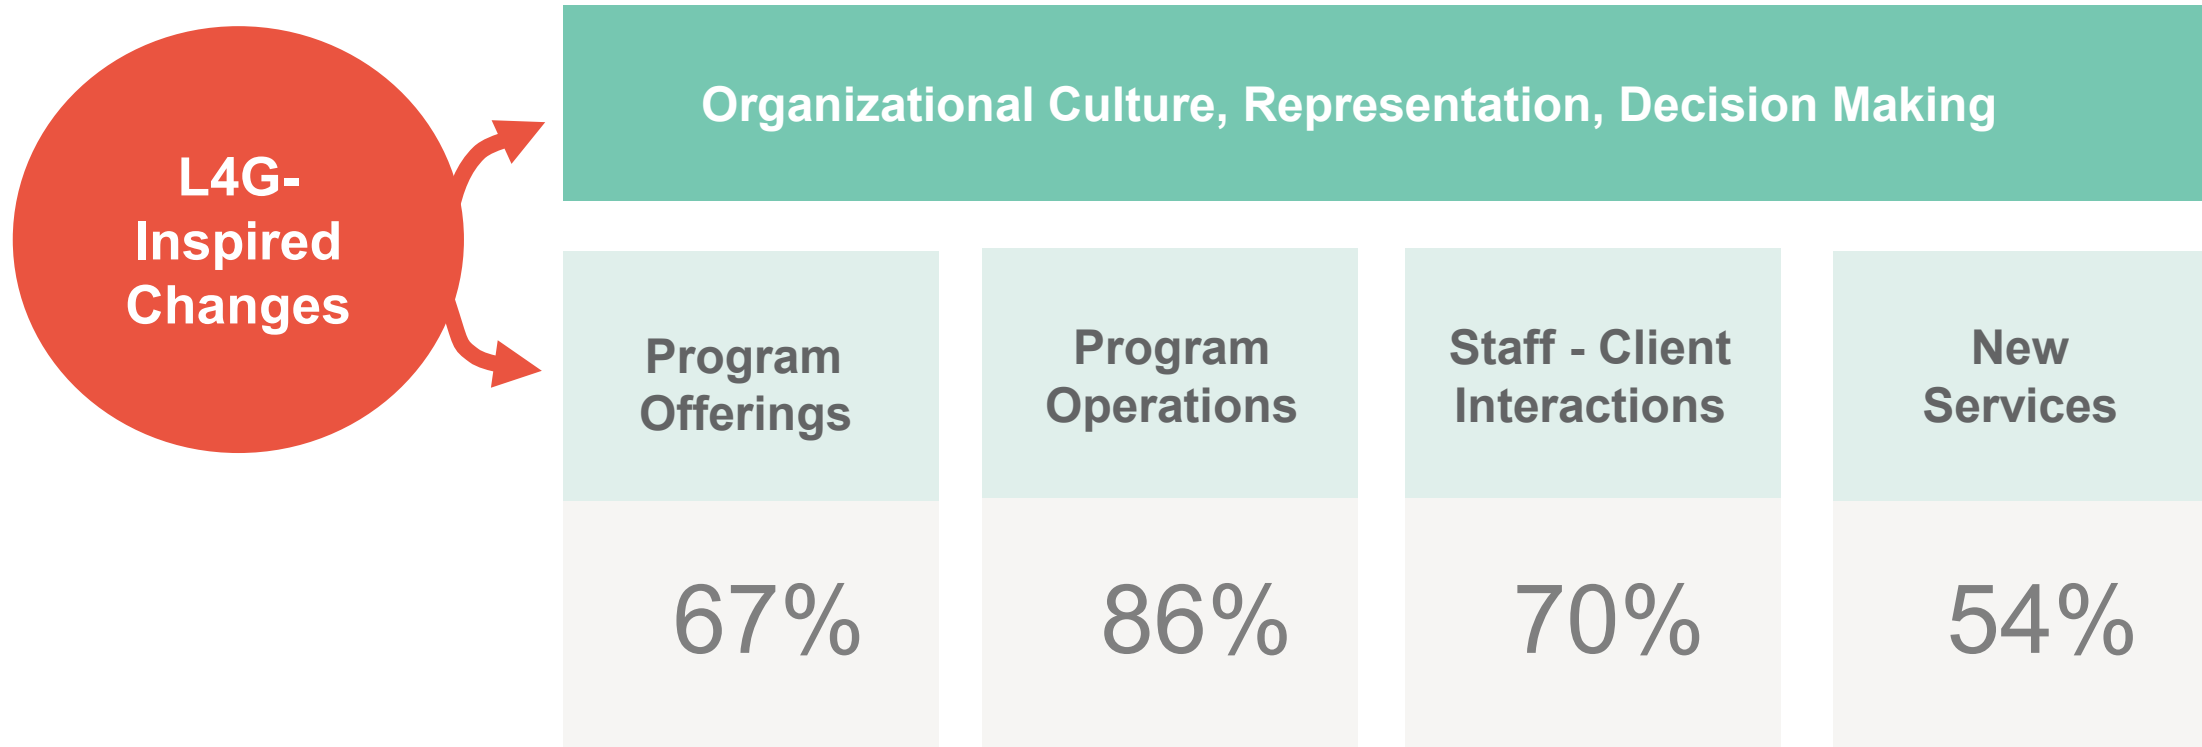 L4G-
Inspired
Changes
Organizational Culture, Representation, Decision Making
Program
Offerings
67%
Program
Operations
86%
Staff - Client
Interactions
70%
New
Services
54%